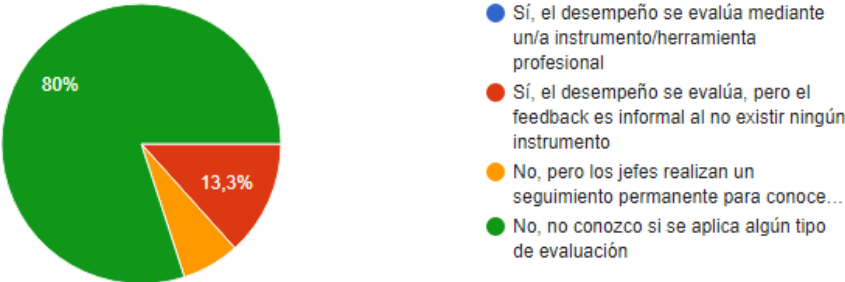 80%
13,3%
Sí, el desempeño se evalúa mediante
un/a instrumento/herramienta
profesional
Sí, el desempeño se evalúa, pero el
feedback es informal al no existir ningún
instrumento
No, pero los jefes realizan un
seguimiento permanente para conoce…
No, no conozco si se aplica algún tipo
de evaluación